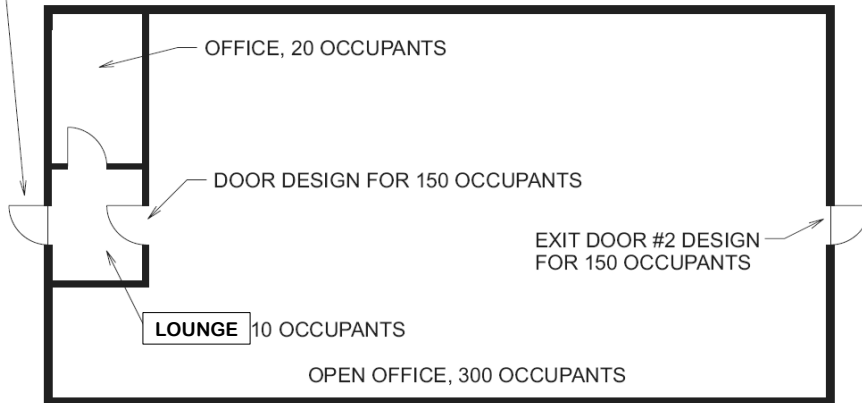 OFFICE, 20 OCCUPANTS
DOOR DESIGN FOR 150 OCCUPANTS
EXIT DOOR #2 DESIGN
FOR 150 OCCUPANTS
LOUNGE 10 OCCUPANTS
OPEN OFFICE, 300 OCCUPANTS